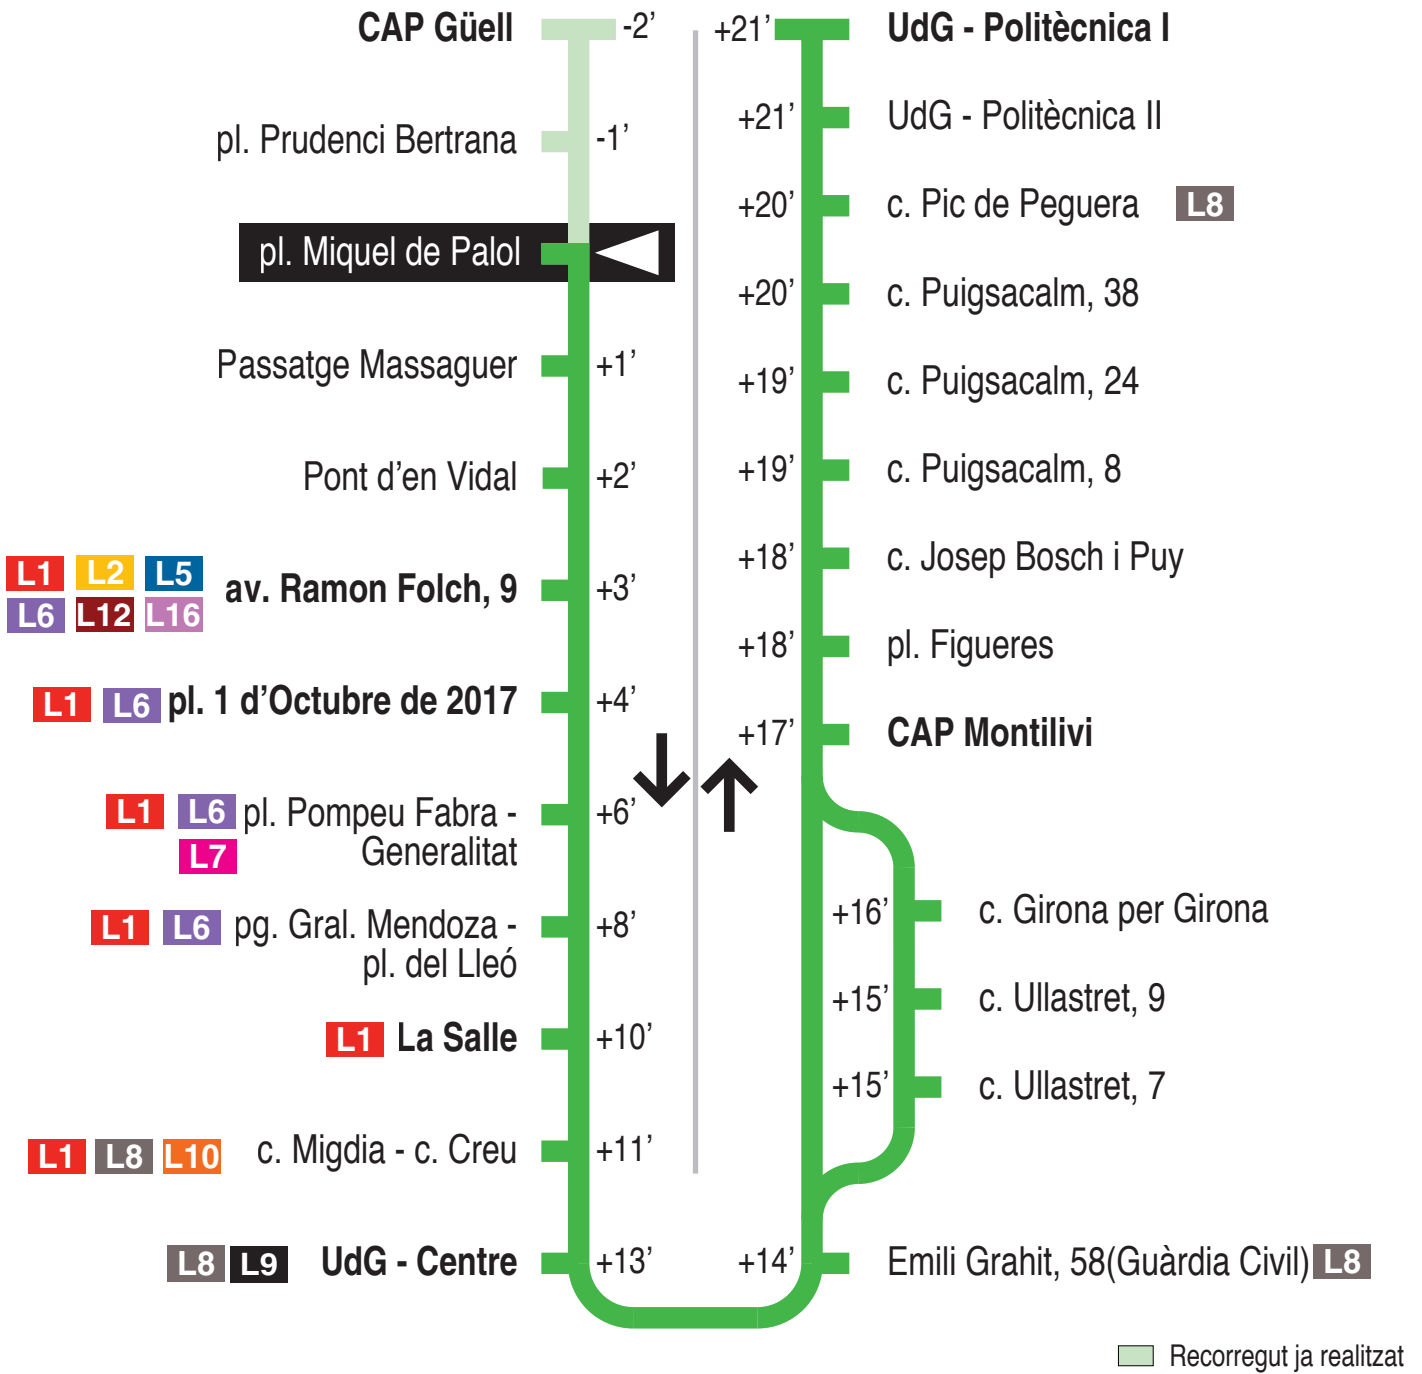 CAP Güell -2’
pl. Prudenci Bertrana -1’
pl. Miquel de Palol
Passatge Massaguer +1’
Pont d’en Vidal +2’
L1 L2 L5
L6 L12 L16
av. Ramon Folch, 9 +3’
L1 L6 pl. 1 d’Octubre de 2017 +4’
L1 L6 pl. Pompeu Fabra - +6’
L7 Generalitat
L1 L6 pg. Gral. Mendoza - +8’
pl. del Lleó
L1 La Salle +10’
L1 L8 L10 c. Migdia - c. Creu +11’
L8 L9 UdG - Centre +13’
+21’ UdG - Politècnica I
+21’ UdG - Politècnica II
+20’ c. Pic de Peguera L8
+20’ c. Puigsacalm, 38
+19’ c. Puigsacalm, 24
+19’ c. Puigsacalm, 8
+18’ c. Josep Bosch i Puy
+18’ pl. Figueres
+17’ CAP Montilivi
+16’ c. Girona per Girona
+15’ c. Ullastret, 9
+15’ c. Ullastret, 7
+14’ Emili Grahit, 58(Guàrdia Civil) L8
Recorregut ja realitzat